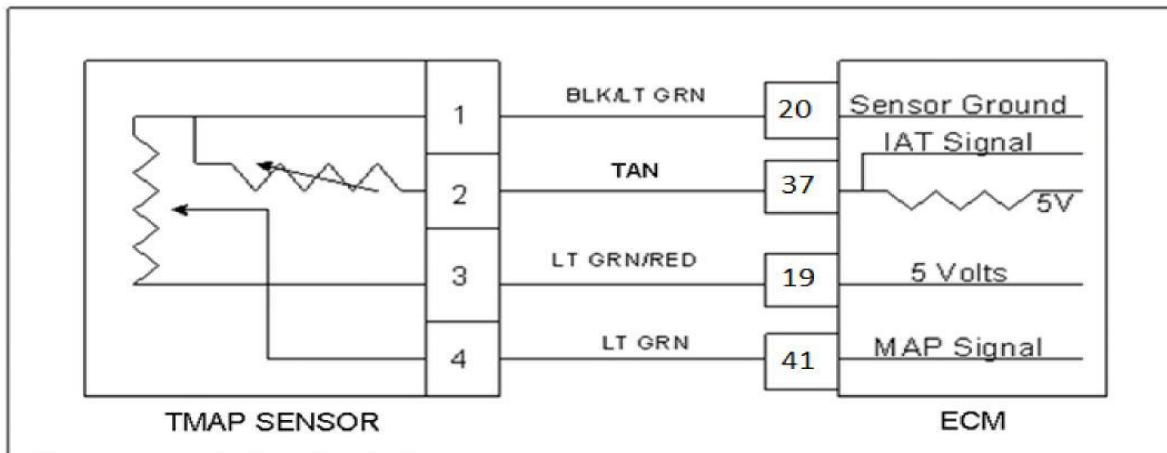 1 BLK/LT GRN 20 Sensor Ground
IAT Signal
2 TAN 37
5V
3 LT GRN/RED 19 5 Volts
4 LT GRN 41 MAP Signal
TMAP SENSOR ECM